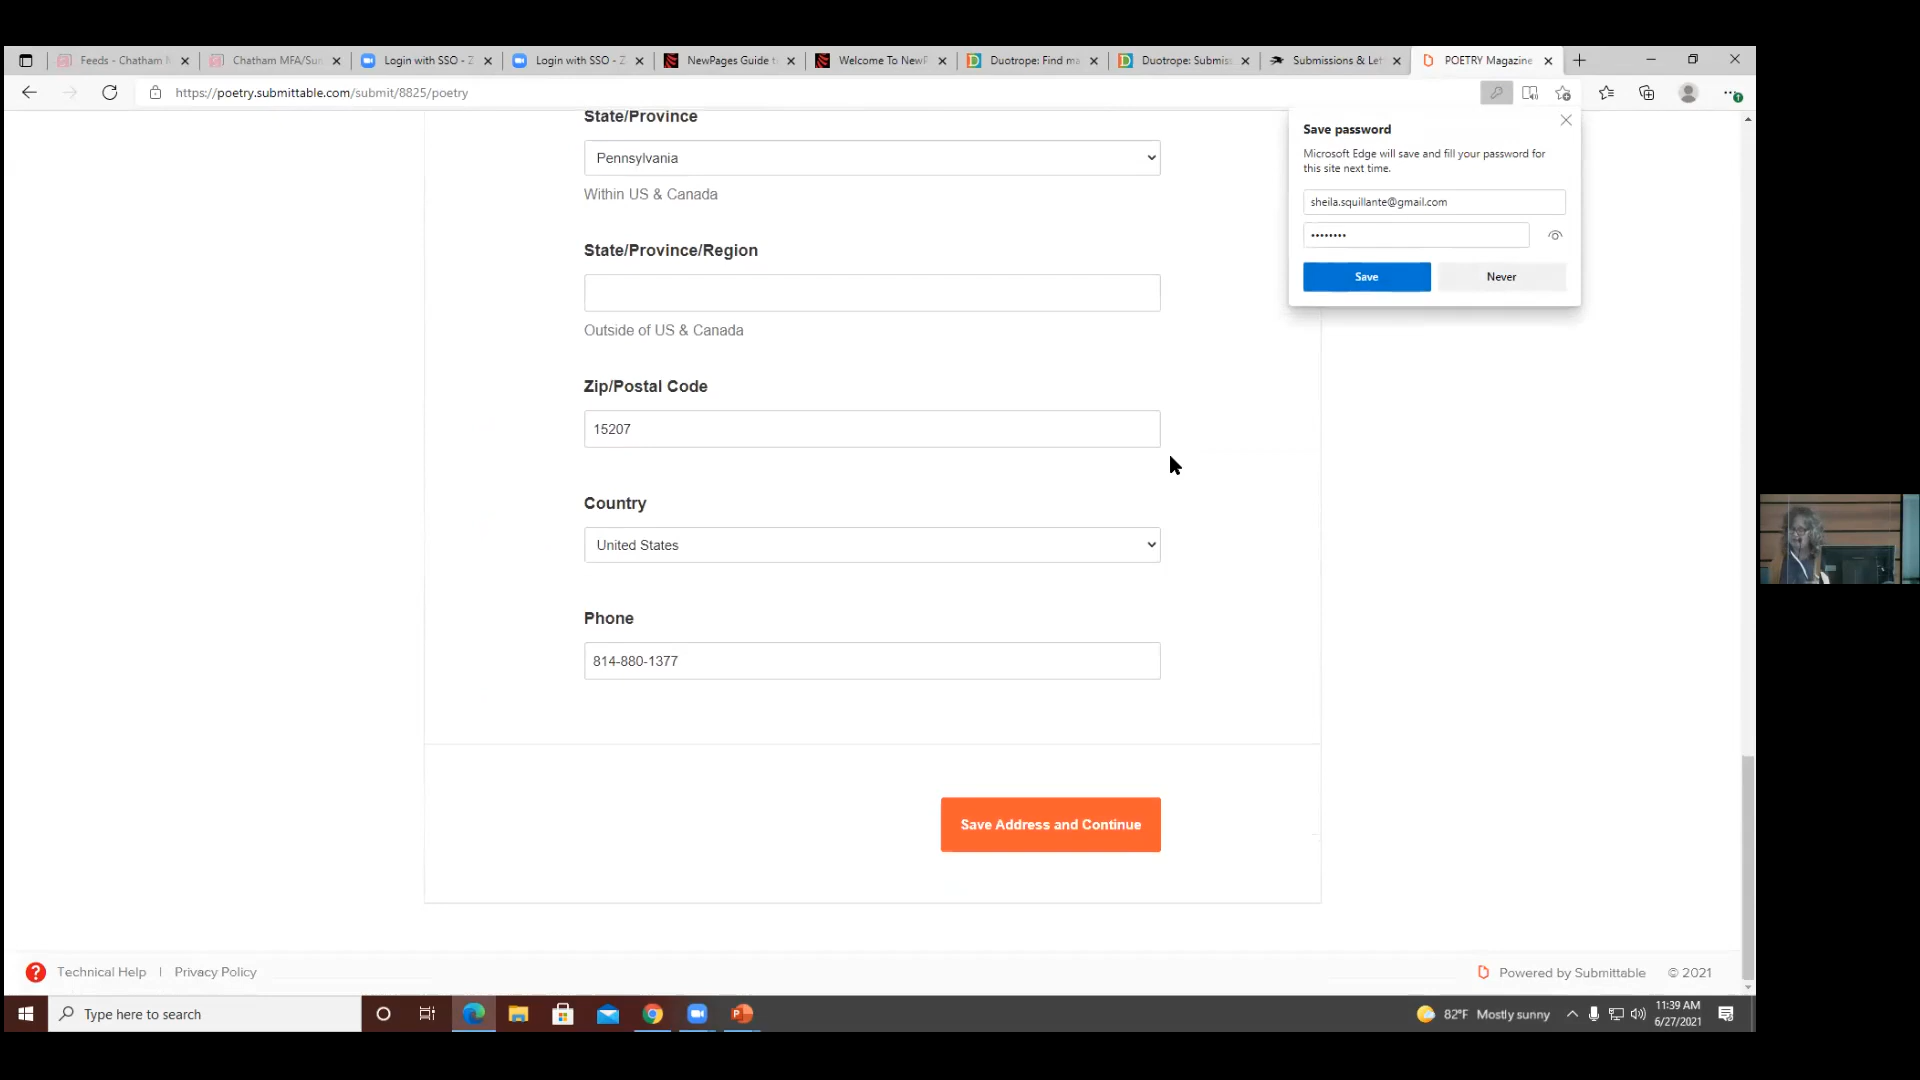 Feeds - Chatham M
Chatham MFA/Sum
Login with SSO - Z
Login with SSO - Z
NewPages Guide t
Welcome To NewP
Duotrope: Find ma
Duotrope: Submiss
Submissions & Let
POETRY Magazine
https://poetry.submittable.com/submit/8825/poetry
State/Province
Pennsylvania
Within US & Canada
State/Province/Region
Outside of US & Canada
Zip/Postal Code
15207
Country
United States
Phone
814-880-1377
Save Address and Continue
Save password
Microsoft Edge will save and fill your password for
this site next time.
sheila.squillante@gmail.com
••••••••
Save
Never
Technical Help | Privacy Policy
Powered by Submittable © 2021
Type here to search
82°F Mostly sunny
11:39 AM
6/27/2021